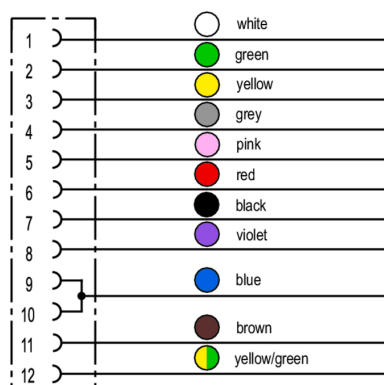 white
1
green
2
yellow
3
grey
4
pink
5
red
6
black
7
violet
8
blue
9
10
brown
11
yellow/green
12